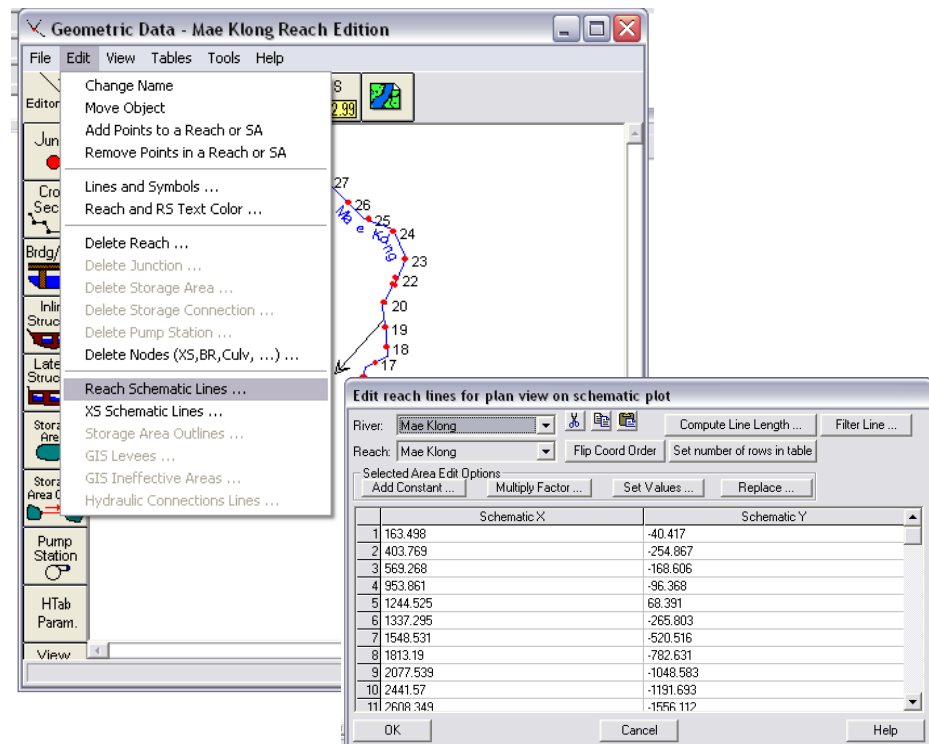 Geometric Data - Mae Klong Reach Edition
File Edit View Tables Tools Help
Editor
Change Name
Move Object
Add Points to a Reach or SA
Remove Points in a Reach or SA
Lines and Symbols ...
Reach and RS Text Color ...
Delete Reach ...
Delete Junction ...
Delete Storage Area ...
Delete Storage Connection ...
Delete Pump Station ...
Delete Nodes (XS,BR,Culv, ...) ...
Reach Schematic Lines ...
XS Schematic Lines ...
Storage Area Outlines ...
GIS Levees ...
GIS Ineffective Areas ...
Hydraulic Connections Lines ...
S
2.99
Jun
Cro
Sec
Brdg/
Inlin
Struc
Late
Struc
Stora
Are
Stora
Area C
Pump
Station
HTab
Param.
View
27
26
25
24
23
22
20
19
18
17
Mae Klong
Edit reach lines for plan view on schematic plot
River: Mae Klong Compute Line Length ... Filter Line ...
Reach: Mae Klong Flip Coord Order Set number of rows in table
Selected Area Edit Options
Add Constant ... Multiply Factor ... Set Values ... Replace ...
Schematic X Schematic Y
1 163.498 -40.417
2 403.769 -254.867
3 569.268 -168.606
4 953.861 -96.368
5 1244.525 68.391
6 1337.295 -265.803
7 1548.531 -520.516
8 1813.19 -782.631
9 2077.539 -1048.583
10 2441.57 -1191.693
11 2608.349 -1556.112
OK Cancel Help